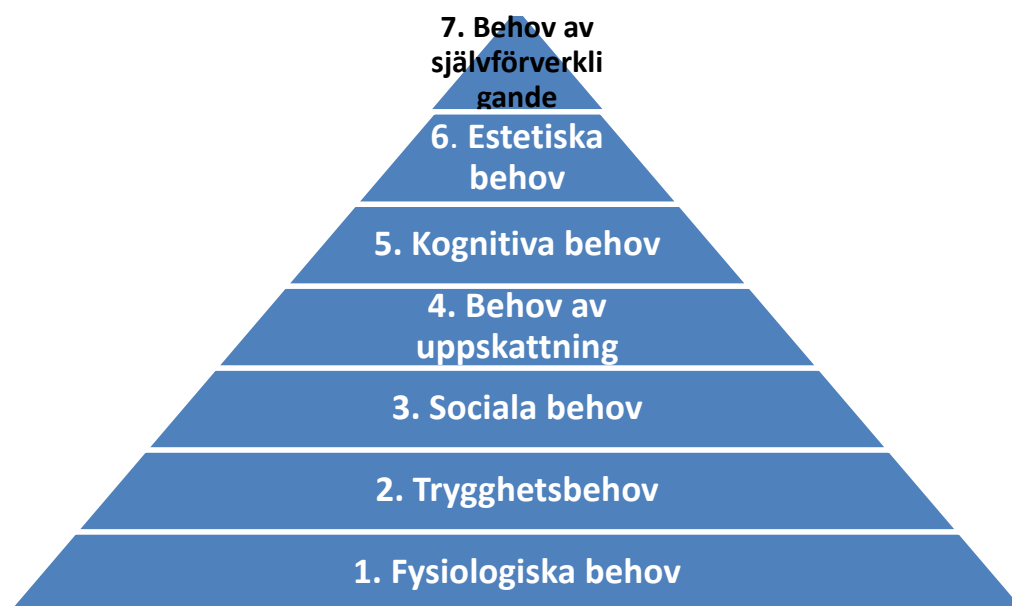 7. Behov av
självförverkli
gande
6. Estetiska
behov
5. Kognitiva behov
4. Behov av
uppskattning
3. Sociala behov
2. Trygghetsbehov
1. Fysiologiska behov